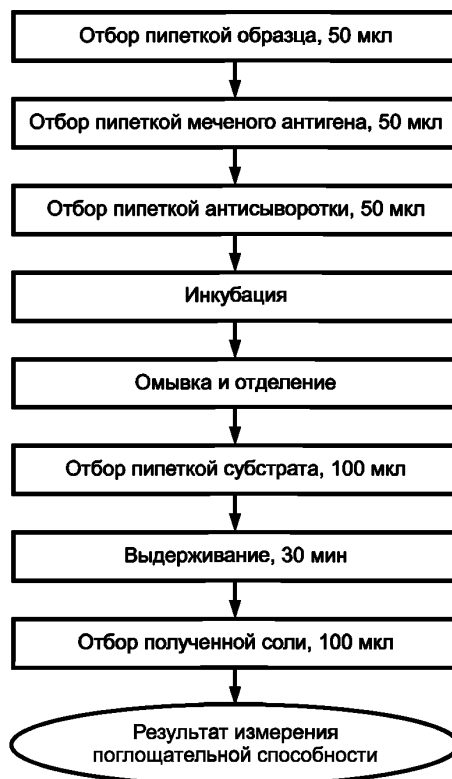 Отбор пипеткой образца, 50 мкл
Отбор пипеткой меченого антигена, 50 мкл
Отбор пипеткой антисыворотки, 50 мкл
Инкубация
Омывка и отделение
Отбор пипеткой субстрата, 100 мкл
Выдерживание, 30 мин
Отбор полученной соли, 100 мкл
Результат измерения
поглощательной способности